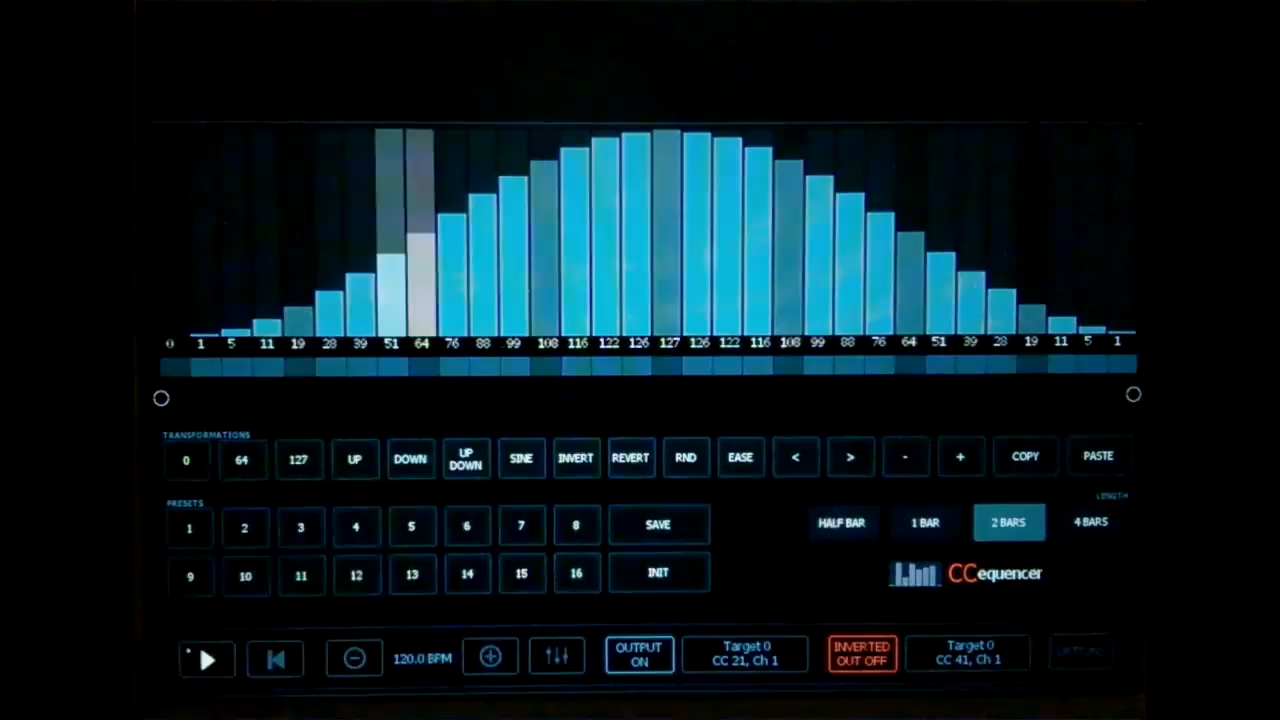 0 1 5 11 19 28 39 51 64 76 88 99 108 116 122 126 127 126 122 116 108 99 88 76 64 51 39 28 19 11 5 1
TRANSFORMATIONS
0 64 127 UP DOWN UP DOWN SINE INVERT REVERT RND EASE < > - + COPY PASTE
PRESETS
LENGTH
1 2 3 4 5 6 7 8 SAVE
HALF BAR 1 BAR 2 BARS 4 BARS
9 10 11 12 13 14 15 16 INIT
CCequencer
120.0 BPM
OUTPUT
ON
Target 0
CC 21, Ch 1
INVERTED
OUT OFF
Target 0
CC 41, Ch 1